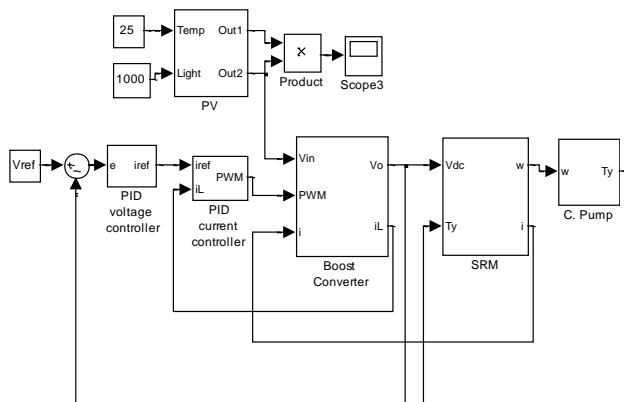 25
1000
Temp
Light
Out1
Out2
PV
×
Product
Scope3
Vref
+
-
e
iref
PID
voltage
controller
iref
iL
PWM
PID
current
controller
Vin
PWM
i
Vo
iL
Boost
Converter
Vdc
Ty
w
i
SRM
w
Ty
C. Pump